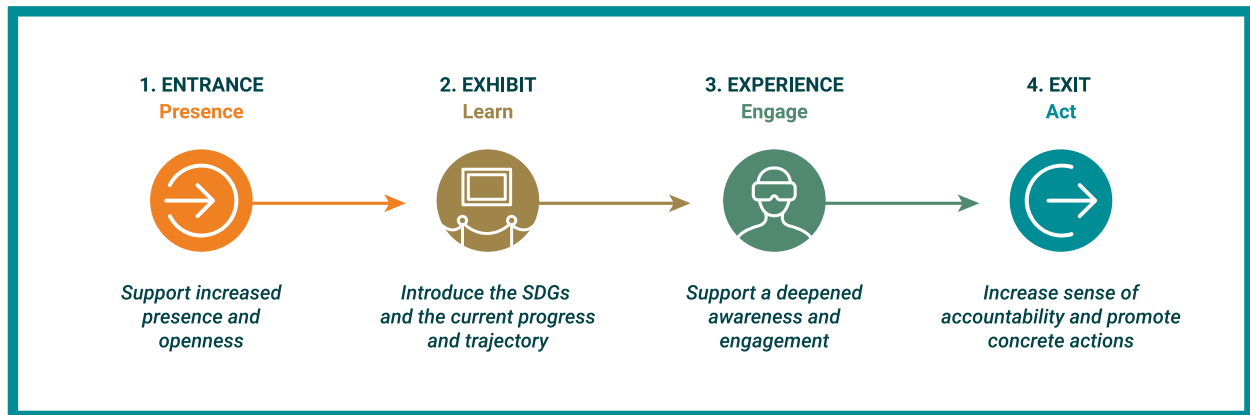 1. ENTRANCE
Presence
Support increased
presence and
openness
2. EXHIBIT
Learn
Introduce the SDGs
and the current progress
and trajectory
3. EXPERIENCE
Engage
Support a deepened
awareness and
engagement
4. EXIT
Act
Increase sense of
accountability and promote
concrete actions